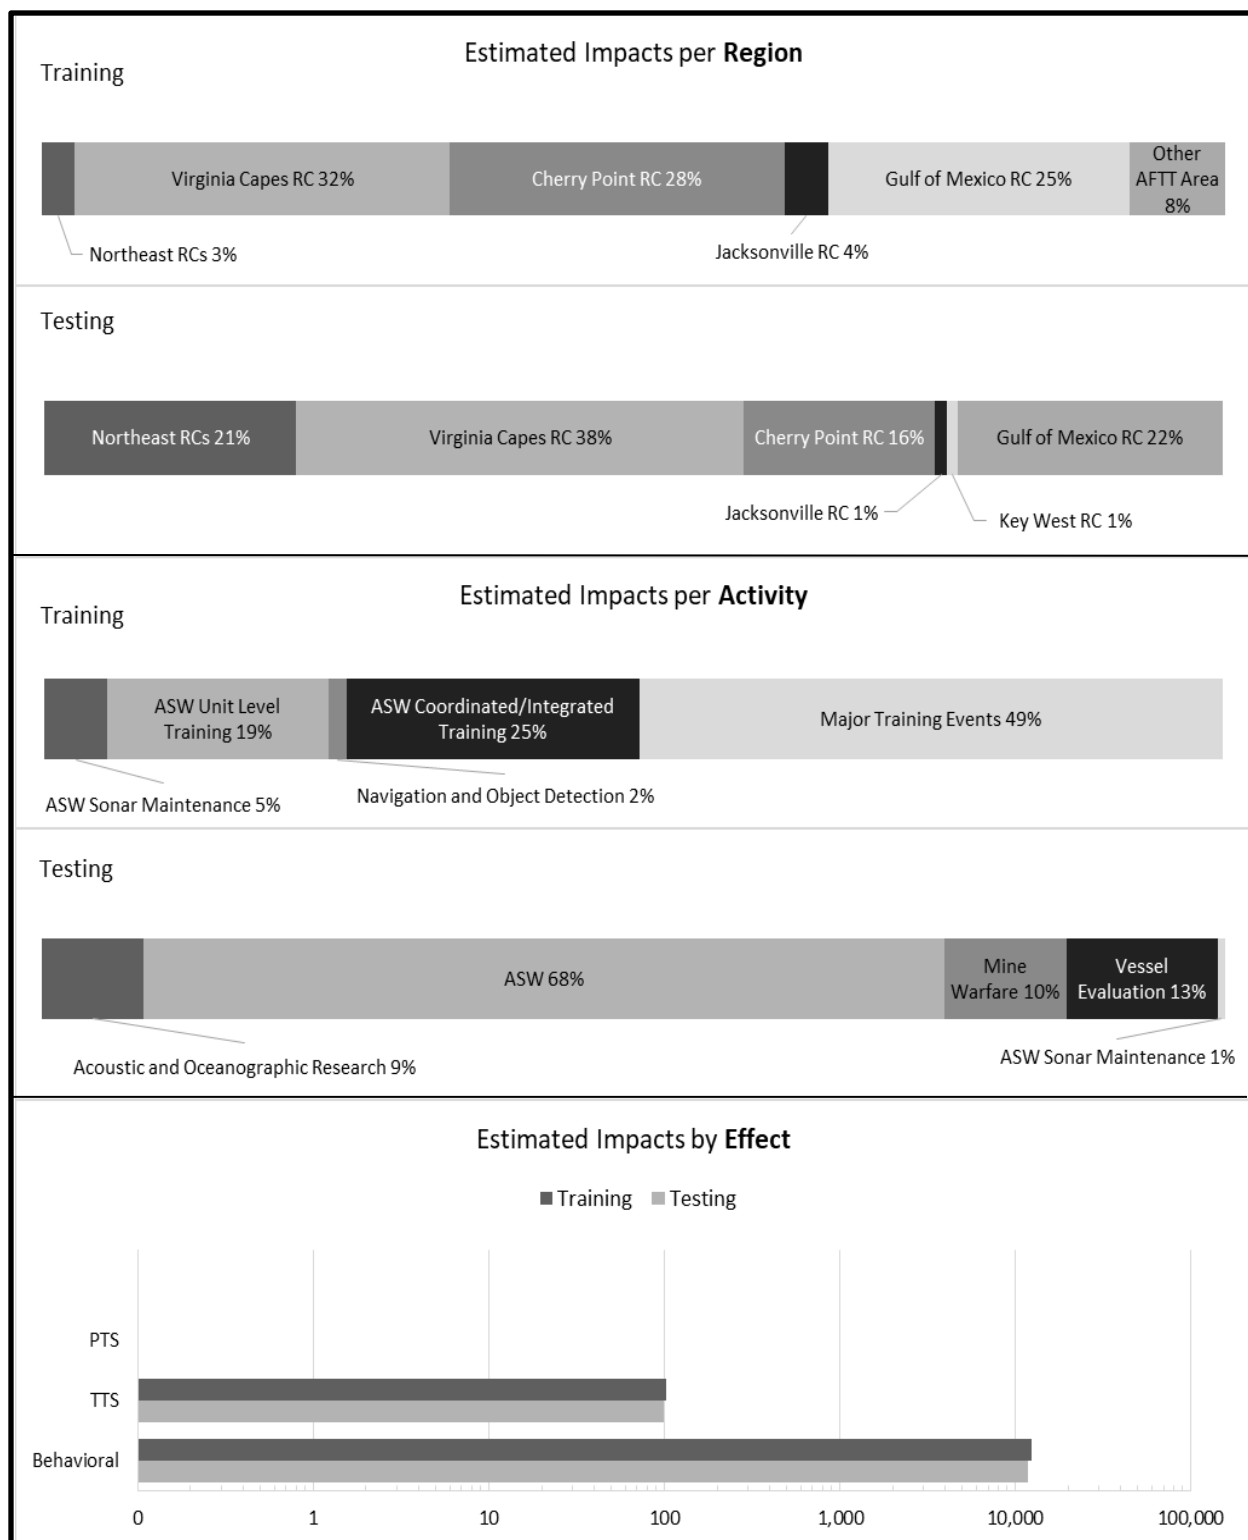 Estimated Impacts per Region
Training
Virginia Capes RC 32%
Cherry Point RC 28%
Gulf of Mexico RC 25%
Other
AFTT Area
8%
Northeast RCs 3%
Jacksonville RC 4%
Testing
Northeast RCs 21%
Virginia Capes RC 38%
Cherry Point RC 16%
Gulf of Mexico RC 22%
Jacksonville RC 1%
Key West RC 1%
Estimated Impacts per Activity
Training
ASW Unit Level
Training 19%
ASW Coordinated/Integrated
Training 25%
Major Training Events 49%
ASW Sonar Maintenance 5%
Navigation and Object Detection 2%
Testing
ASW 68%
Mine
Warfare 10%
Vessel
Evaluation 13%
Acoustic and Oceanographic Research 9%
ASW Sonar Maintenance 1%
Estimated Impacts by Effect
Training
Testing
PTS
TTS
Behavioral
0
1
10
100
1,000
10,000
100,000